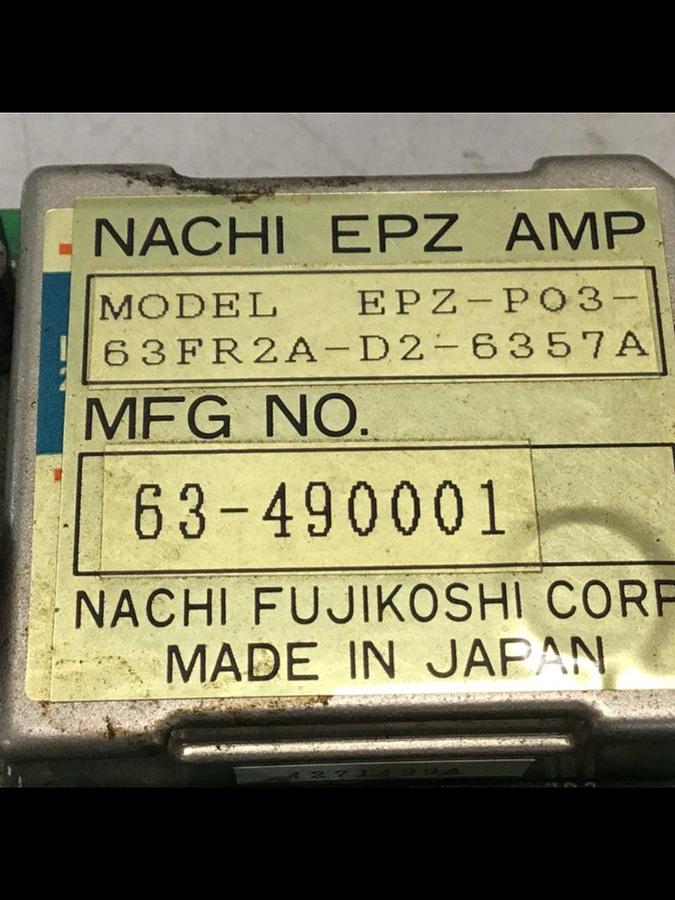 NACHI EPZ AMP
MODEL EPZ-P03-
63FR2A-D2-6357A
MFG NO.
63-490001
NACHI FUJIKOSHI CORP
MADE IN JAPAN